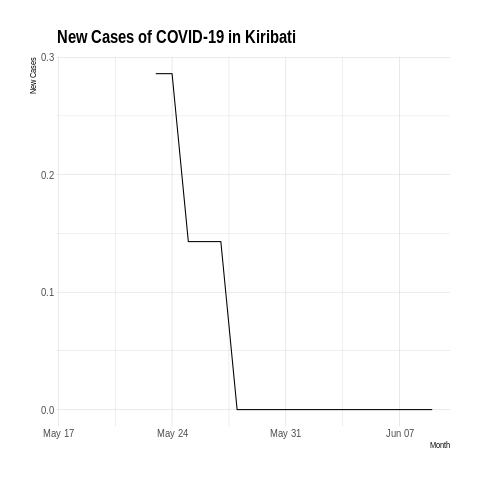 New Cases of COVID-19 in Kiribati
New Cases
0.3
0.2
0.1
0.0
May 17 May 24 May 31 Jun 07
Month